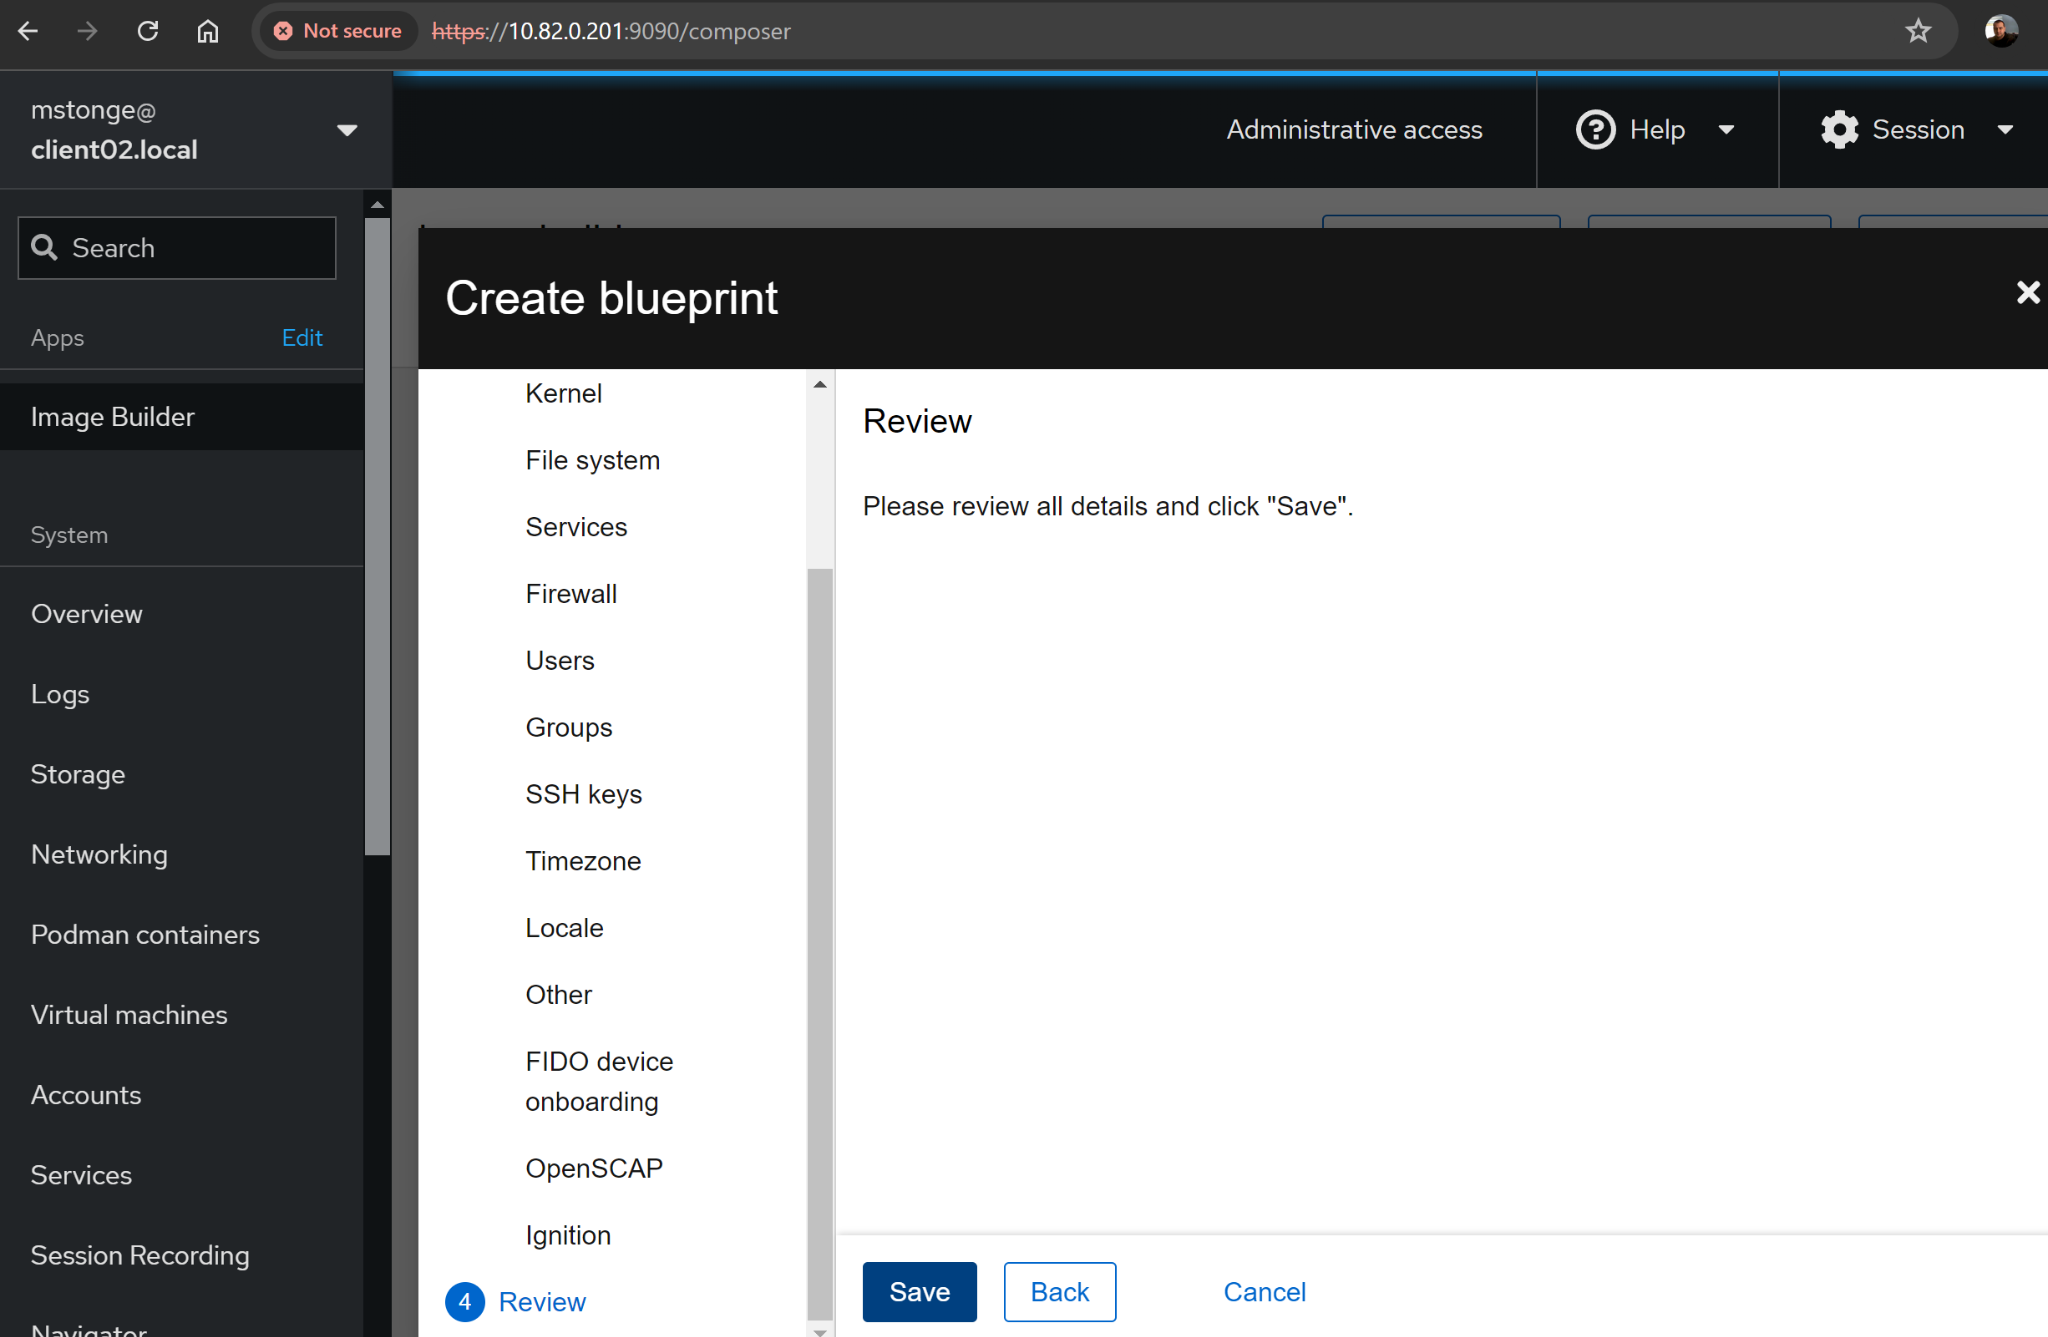 Not secure https://10.82.0.201:9090/composer
mstonge@
client02.local
Administrative access
Help
Session
Search
Apps
Edit
Image Builder
System
Overview
Logs
Storage
Networking
Podman containers
Virtual machines
Accounts
Services
Session Recording
Navigator
Create blueprint
Kernel
File system
Services
Firewall
Users
Groups
SSH keys
Timezone
Locale
Other
FIDO device
onboarding
OpenSCAP
Ignition
4 Review
Review
Please review all details and click "Save".
Save
Back
Cancel